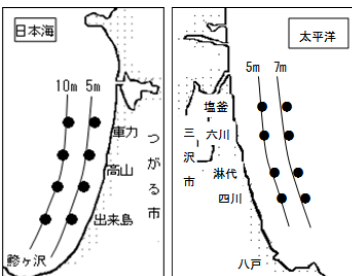 日本海
10m 5m
車力
つがる市
高山
出来島
鯵ヶ沢
太平洋
5m 7m
塩釜
三沢市
六川
淋代
四川
八戸